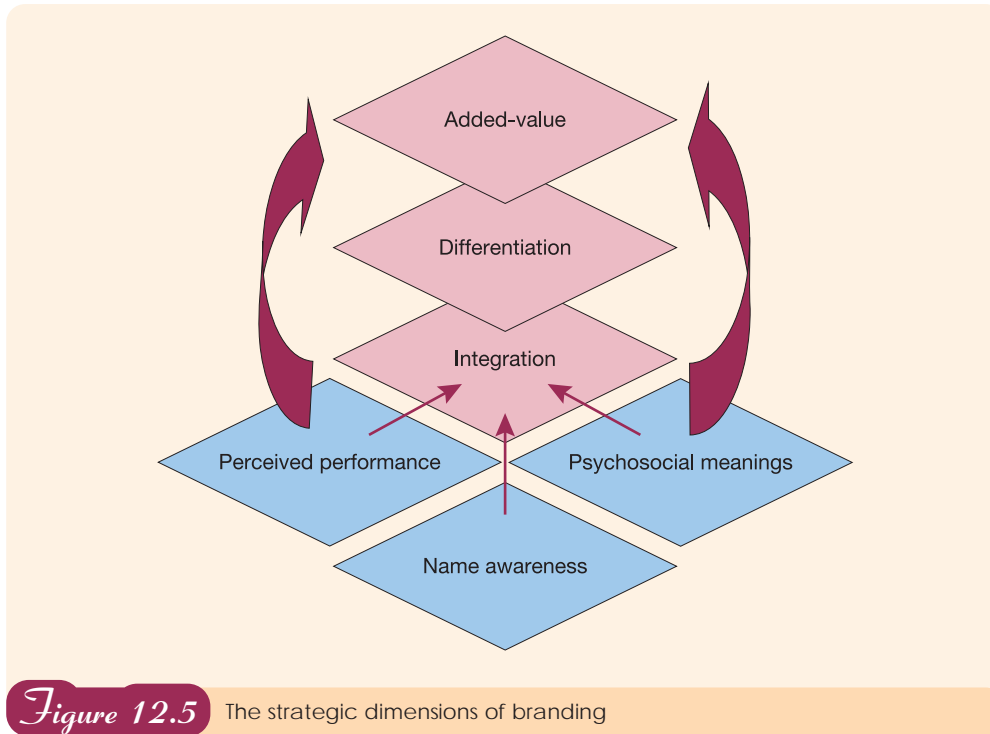 Added-value
Differentiation
Integration
Perceived performance
Psychosocial meanings
Name awareness
Figure 12.5 The strategic dimensions of branding